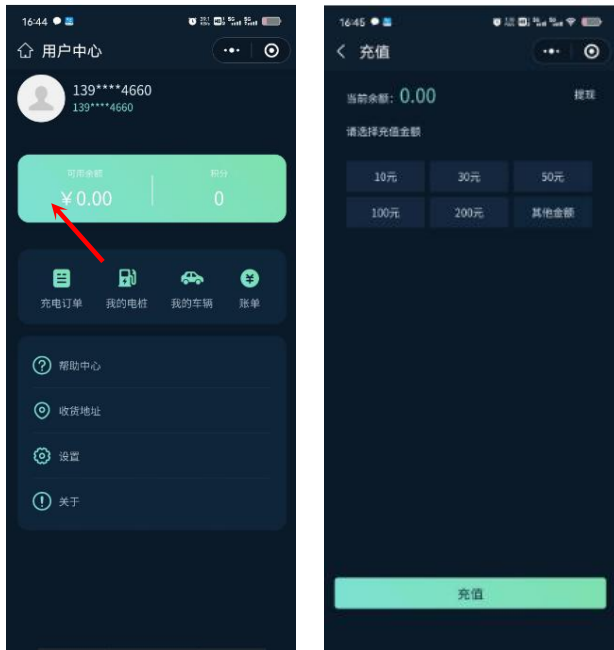 16:44
用户中心
139****4660
139****4660
可用余额
积分
￥0.00
0
充电订单
我的电桩
我的车辆
账单
帮助中心
收货地址
设置
关于
16:45
充值
当前余额: 0.00
提现
请选择充值金额
10元
30元
50元
100元
200元
其他金额
充值